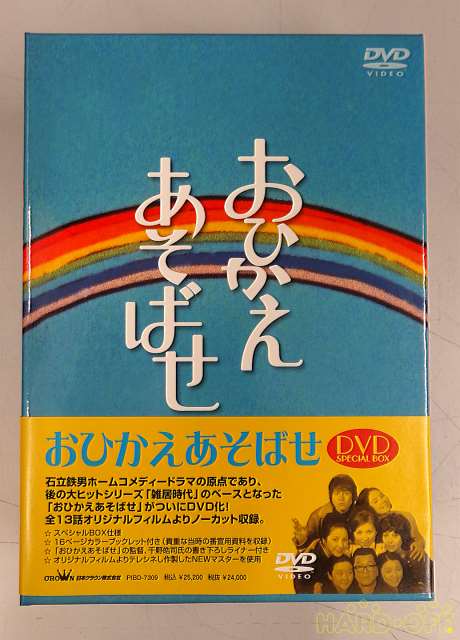 DVD
VIDEO
おひかえ
あそばせ
おひかえあそばせ
DVD
SPECIAL BOX
石立鉄男ホームコメディードラマの原点であり、
後の大ヒットシリーズ「雑居時代」のベースとなった
「おひかえあそばせ」がついにDVD化!
全13話オリジナルフィルムよりノーカット収録。
☆ スペシャルBOX仕様
☆ 16ページカラーブックレット付き(貴重な当時の番宣用資料を収録)
☆ 「おひかえあそばせ」の監督、千野皓司氏の書き下ろしライナー付き
☆ オリジナルフィルムよりテレシネし作製したNEWマスターを使用
CROWN 日本クラウン株式会社 PIBD-7309 税込 ¥25,200 税抜 ¥24,000
DVD
VIDEO
HARD・OFF